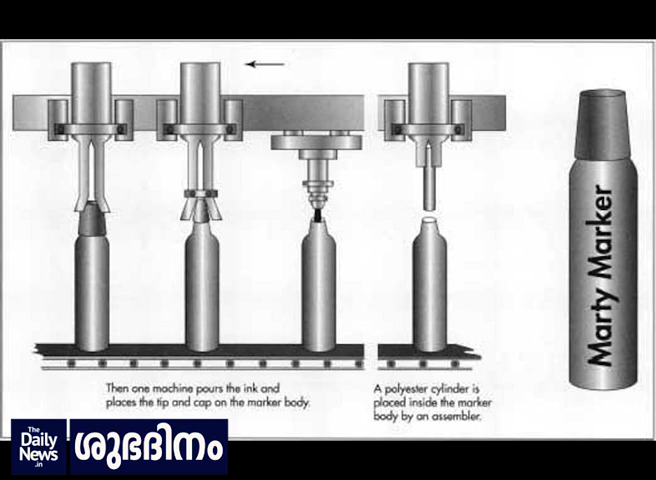 Marty Marker
Then one machine pours the ink and
places the tip and cap on the marker body.
A polyester cylinder is
placed inside the marker
body by an assembler.
The
Daily
News
.in
ശുഭദിനം